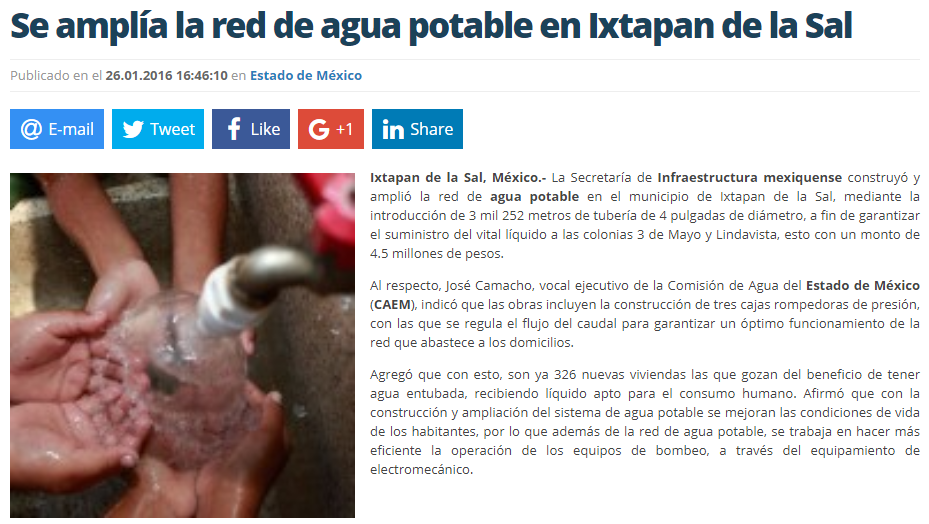 Se amplía la red de agua potable en Ixtapan de la Sal
Publicado en el 26.01.2016 16:46:10 en Estado de México
E-mail
Tweet
Like
+1
Share
Ixtapan de la Sal, México.- La Secretaría de Infraestructura mexiquense construyó y
amplió la red de agua potable en el municipio de Ixtapan de la Sal, mediante la
introducción de 3 mil 252 metros de tubería de 4 pulgadas de diámetro, a fin de garantizar
el suministro del vital líquido a las colonias 3 de Mayo y Lindavista, esto con un monto de
4.5 millones de pesos.
Al respecto, José Camacho, vocal ejecutivo de la Comisión de Agua del Estado de México
(CAEM), indicó que las obras incluyen la construcción de tres cajas rompedoras de presión,
con las que se regula el flujo del caudal para garantizar un óptimo funcionamiento de la
red que abastece a los domicilios.
Agregó que con esto, son ya 326 nuevas viviendas las que gozan del beneficio de tener
agua entubada, recibiendo líquido apto para el consumo humano. Afirmó que con la
construcción y ampliación del sistema de agua potable se mejoran las condiciones de vida
de los habitantes, por lo que además de la red de agua potable, se trabaja en hacer más
eficiente la operación de los equipos de bombeo, a través del equipamiento de
electromecánico.